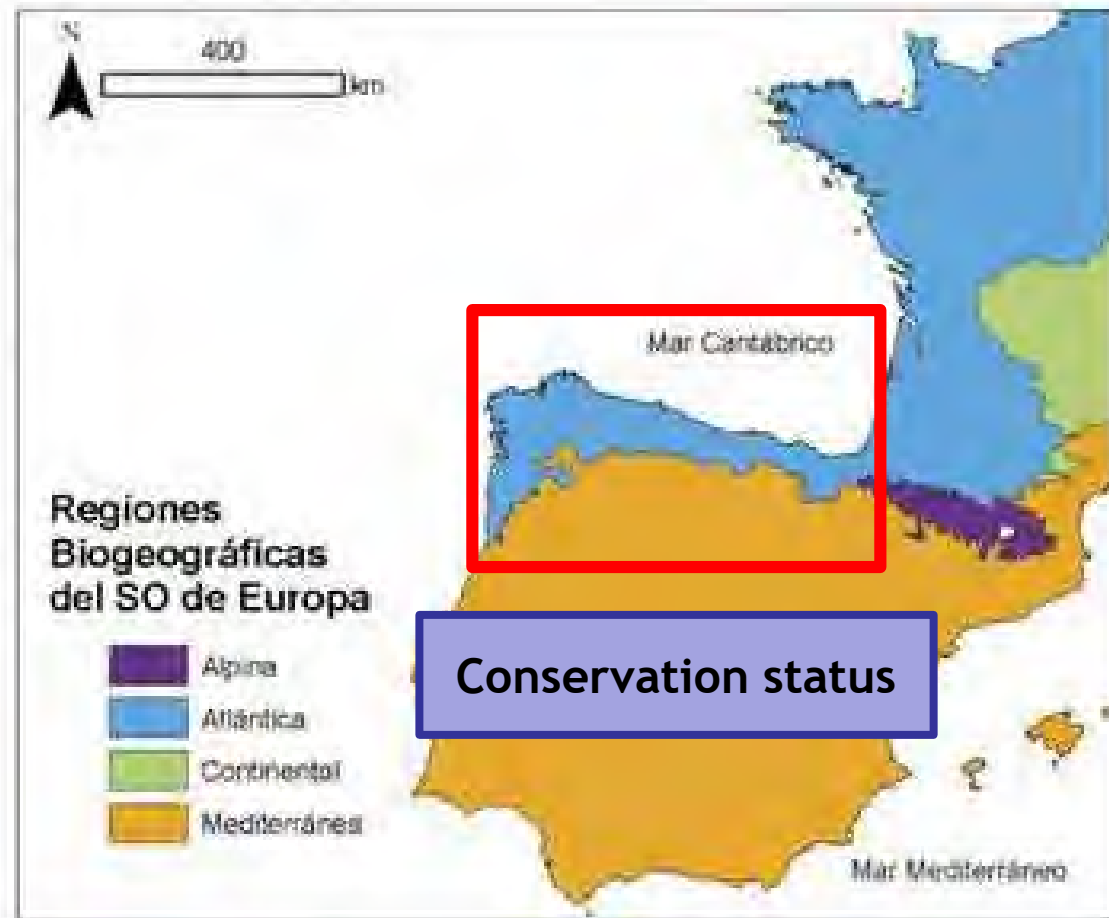 N
400
km
Mar Cantábrico
Regiones
Biogeográficas
del SO de Europa
Alpina
Atlántica
Continental
Mediterránea
Conservation status
Mar Mediterráneo